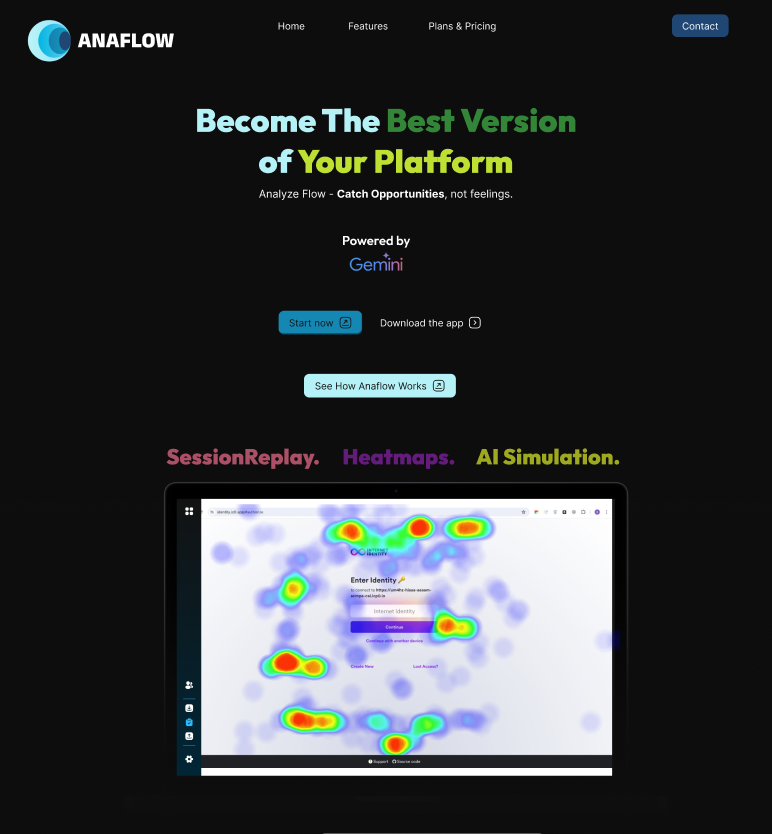 ANAFLOW
Home
Features
Plans & Pricing
Contact
Become The Best Version
of Your Platform
Analyze Flow - Catch Opportunities, not feelings.
Powered by
Gemini
Start now
Download the app
See How Anaflow Works
SessionReplay.
Heatmaps.
AI Simulation.
INTERNET
IDENTITY
Enter Identity
Internet Identity
Continue
Continue with another device
Create New
Lost Access?
Support
Source code